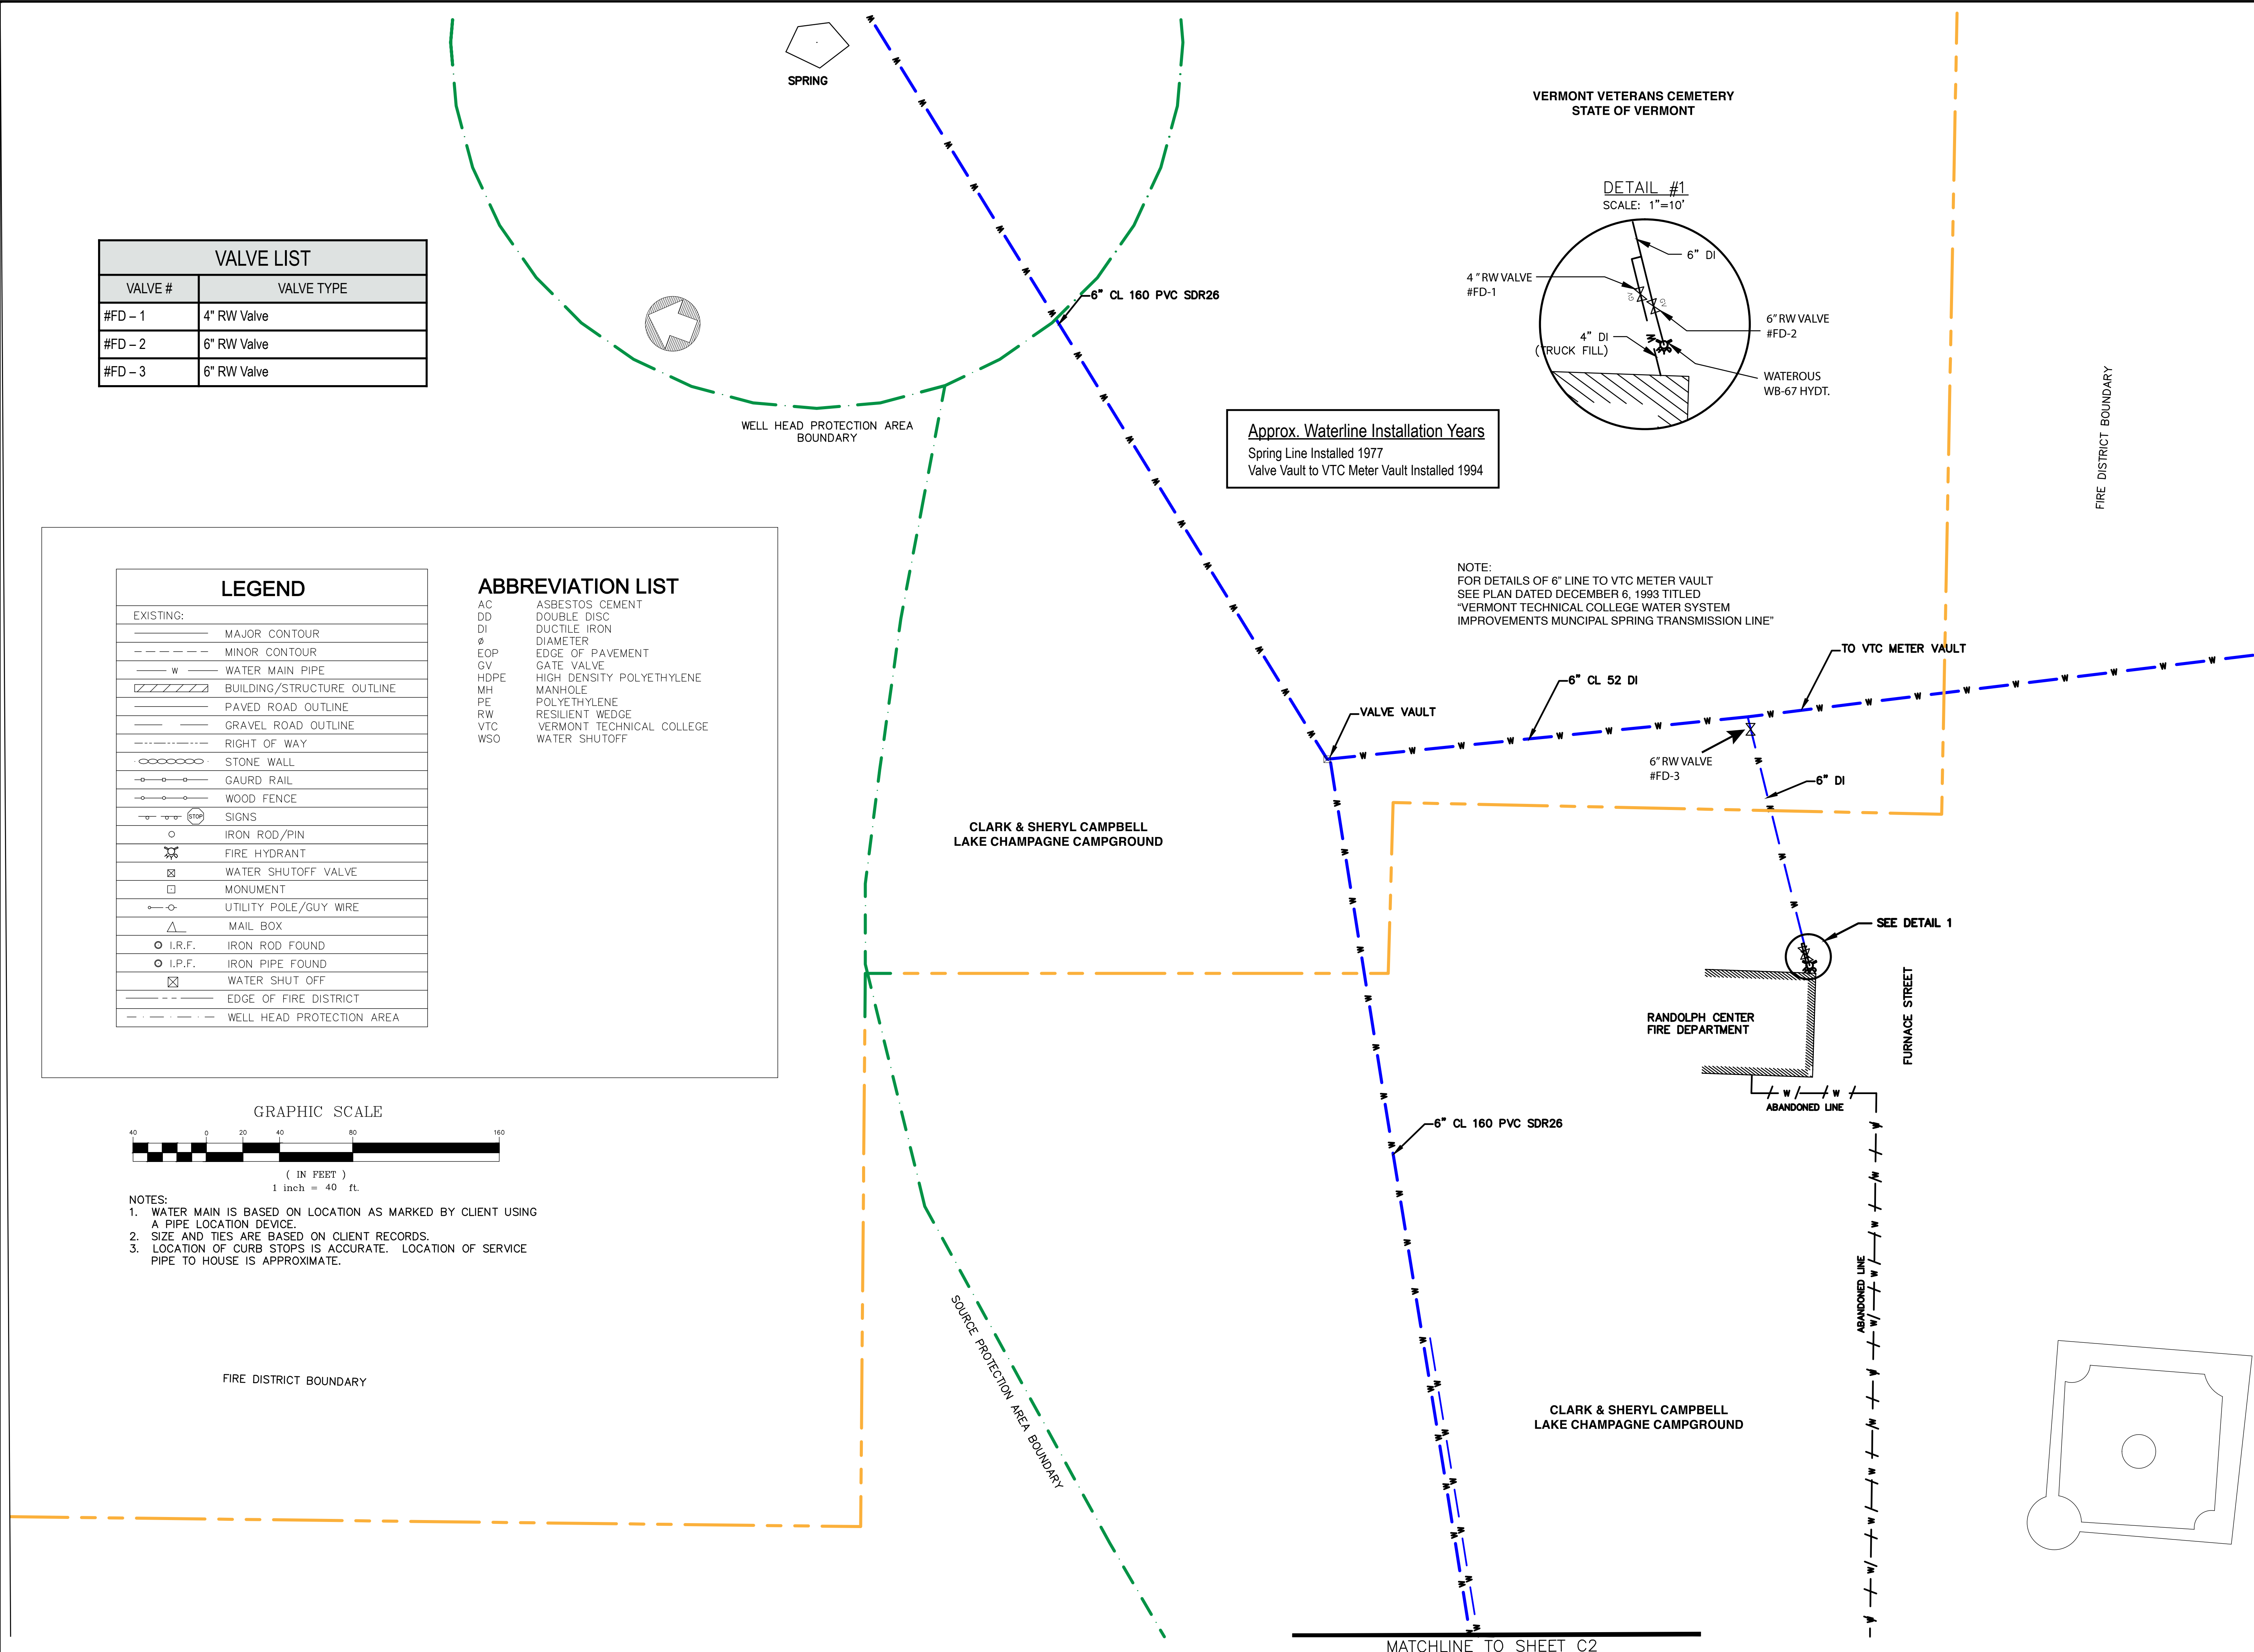 SPRING
VERMONT VETERANS CEMETERY
STATE OF VERMONT
DETAIL #1
SCALE: 1"=10'
6" DI
4" RW VALVE
#FD-1
GV
GV
6" RW VALVE
#FD-2
4" DI
(TRUCK FILL)
W
WATEROUS
WB-67 HYDT.
VALVE LIST
VALVE # VALVE TYPE
#FD – 1 4" RW Valve
#FD – 2 6" RW Valve
#FD – 3 6" RW Valve
6" CL 160 PVC SDR26
WELL HEAD PROTECTION AREA
BOUNDARY
Approx. Waterline Installation Years
Spring Line Installed 1977
Valve Vault to VTC Meter Vault Installed 1994
FIRE DISTRICT BOUNDARY
LEGEND
EXISTING:
MAJOR CONTOUR
MINOR CONTOUR
W WATER MAIN PIPE
BUILDING/STRUCTURE OUTLINE
PAVED ROAD OUTLINE
GRAVEL ROAD OUTLINE
RIGHT OF WAY
STONE WALL
GAURD RAIL
WOOD FENCE
STOP SIGNS
IRON ROD/PIN
FIRE HYDRANT
WATER SHUTOFF VALVE
MONUMENT
UTILITY POLE/GUY WIRE
MAIL BOX
I.R.F. IRON ROD FOUND
I.P.F. IRON PIPE FOUND
WATER SHUT OFF
EDGE OF FIRE DISTRICT
WELL HEAD PROTECTION AREA
ABBREVIATION LIST
AC ASBESTOS CEMENT
DD DOUBLE DISC
DI DUCTILE IRON
Ø DIAMETER
EOP EDGE OF PAVEMENT
GV GATE VALVE
HDPE HIGH DENSITY POLYETHYLENE
MH MANHOLE
PE POLYETHYLENE
RW RESILIENT WEDGE
VTC VERMONT TECHNICAL COLLEGE
WSO WATER SHUTOFF
NOTE:
FOR DETAILS OF 6" LINE TO VTC METER VAULT
SEE PLAN DATED DECEMBER 6, 1993 TITLED
"VERMONT TECHNICAL COLLEGE WATER SYSTEM
IMPROVEMENTS MUNCIPAL SPRING TRANSMISSION LINE"
TO VTC METER VAULT
6" CL 52 DI
VALVE VAULT
6" RW VALVE
#FD-3
6" DI
CLARK & SHERYL CAMPBELL
LAKE CHAMPAGNE CAMPGROUND
SEE DETAIL 1
RANDOLPH CENTER
FIRE DEPARTMENT
FURNACE STREET
W W
ABANDONED LINE
6" CL 160 PVC SDR26
GRAPHIC SCALE
40 0 20 40 80 160
( IN FEET )
1 inch = 40 ft.
NOTES:
1. WATER MAIN IS BASED ON LOCATION AS MARKED BY CLIENT USING
A PIPE LOCATION DEVICE.
2. SIZE AND TIES ARE BASED ON CLIENT RECORDS.
3. LOCATION OF CURB STOPS IS ACCURATE. LOCATION OF SERVICE
PIPE TO HOUSE IS APPROXIMATE.
ABANDONED LINE
SOURCE PROTECTION AREA BOUNDARY
FIRE DISTRICT BOUNDARY
CLARK & SHERYL CAMPBELL
LAKE CHAMPAGNE CAMPGROUND
MATCHLINE TO SHEET C2